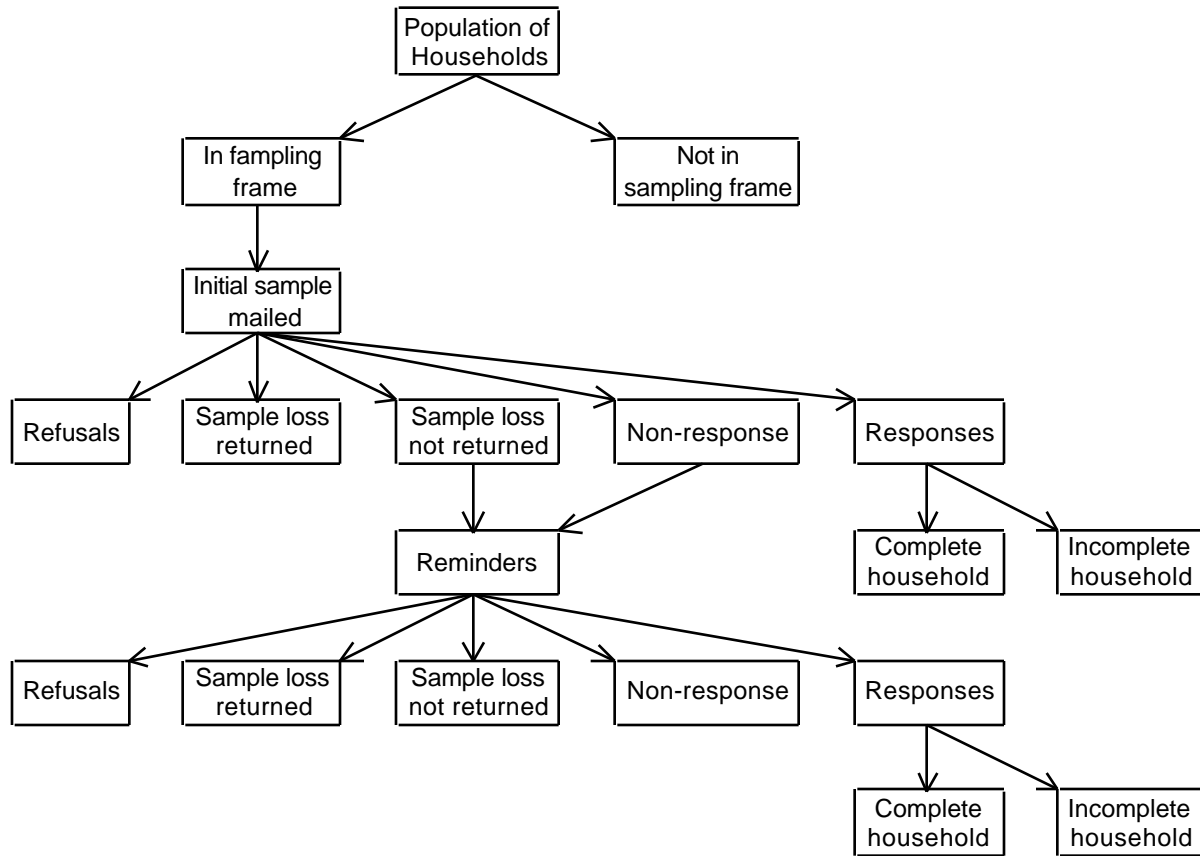 Population of
Households
In fampling
frame
Not in
sampling frame
Initial sample
mailed
Refusals
Sample loss
returned
Sample loss
not returned
Non-response
Responses
Reminders
Complete
household
Incomplete
household
Refusals
Sample loss
returned
Sample loss
not returned
Non-response
Responses
Complete
household
Incomplete
household